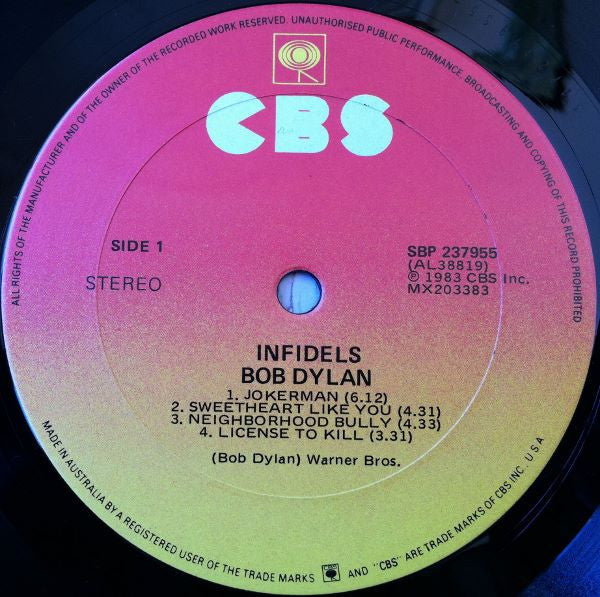 ALL RIGHTS OF THE MANUFACTURER AND OF THE OWNER OF THE RECORDED WORK RESERVED. UNAUTHORISED PUBLIC PERFORMANCE, BROADCASTING AND COPYING OF THIS RECORD PROHIBITED
CBS
SIDE 1
STEREO
SBP 237955
(AL38819)
℗ 1983 CBS Inc.
MX203383
INFIDELS
BOB DYLAN
1. JOKERMAN (6.12)
2. SWEETHEART LIKE YOU (4.31)
3. NEIGHBORHOOD BULLY (4.33)
4. LICENSE TO KILL (3.31)
(Bob Dylan) Warner Bros.
MADE IN AUSTRALIA BY A REGISTERED USER OF THE TRADE MARKS AND "CBS" ARE TRADE MARKS OF CBS INC. U.S.A